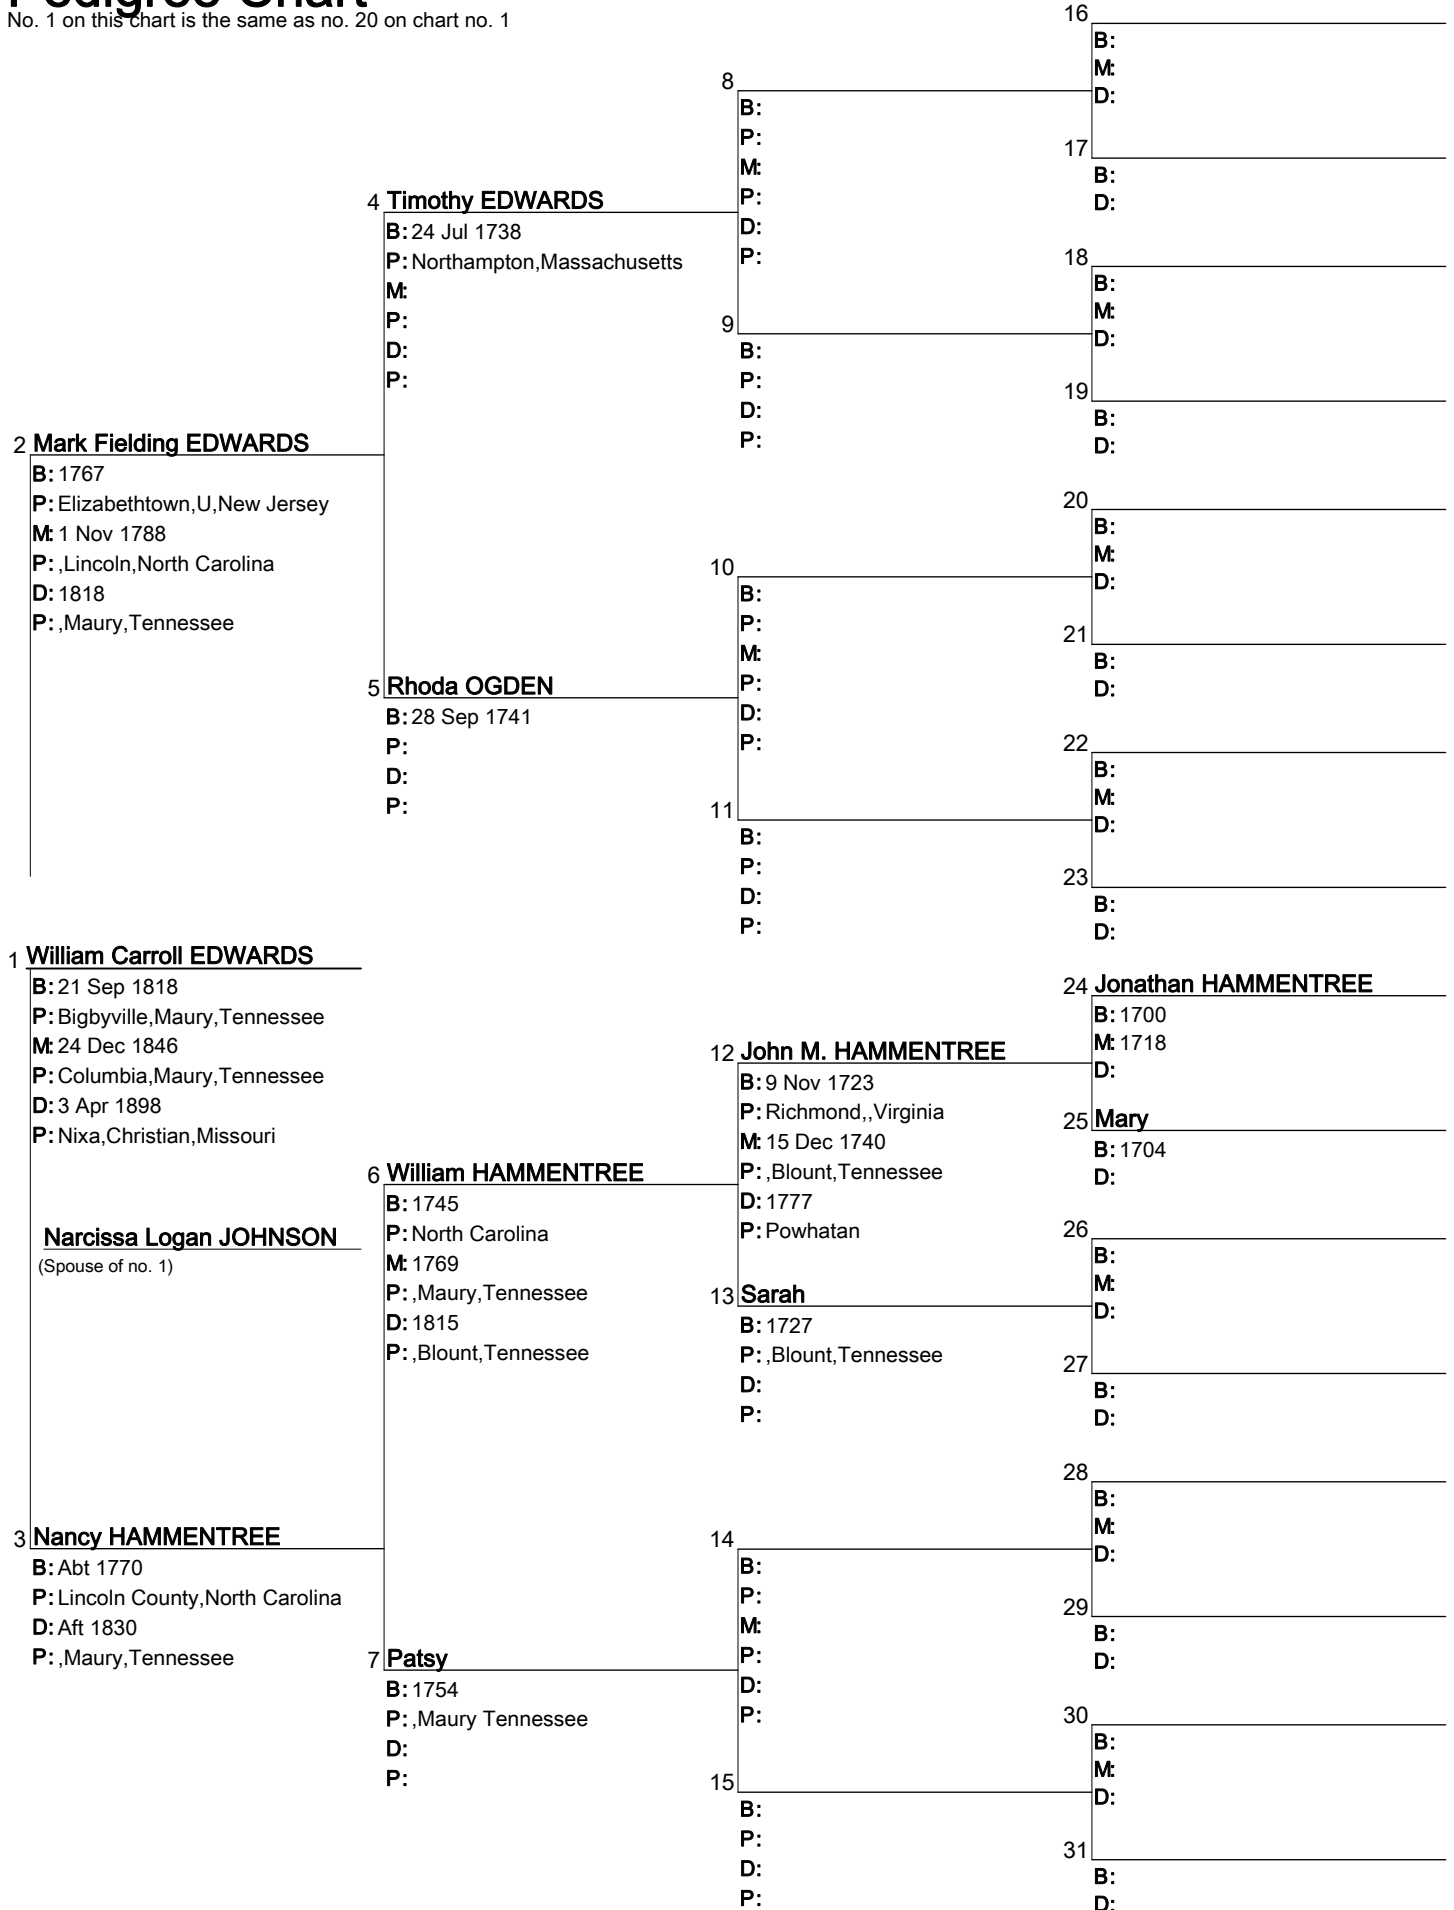 Pedigree Chart
No. 1 on this chart is the same as no. 20 on chart no. 1
16
B:
M:
D:
8
B:
P:
M:
P:
D:
P:
17
B:
D:
4 Timothy EDWARDS
B: 24 Jul 1738
P: Northampton,Massachusetts
M:
P:
D:
P:
18
B:
M:
D:
9
B:
P:
D:
P:
19
B:
D:
2 Mark Fielding EDWARDS
B: 1767
P: Elizabethtown,U,New Jersey
M: 1 Nov 1788
P: ,Lincoln,North Carolina
D: 1818
P: ,Maury,Tennessee
20
B:
M:
D:
10
B:
P:
M:
P:
D:
P:
21
B:
D:
5 Rhoda OGDEN
B: 28 Sep 1741
P:
D:
P:
22
B:
M:
D:
11
B:
P:
D:
P:
23
B:
D:
1 William Carroll EDWARDS
B: 21 Sep 1818
P: Bigbyville,Maury,Tennessee
M: 24 Dec 1846
P: Columbia,Maury,Tennessee
D: 3 Apr 1898
P: Nixa,Christian,Missouri
Narcissa Logan JOHNSON
(Spouse of no. 1)
24 Jonathan HAMMENTREE
B: 1700
M: 1718
D:
12 John M. HAMMENTREE
B: 9 Nov 1723
P: Richmond,,Virginia
M: 15 Dec 1740
P: ,Blount,Tennessee
D: 1777
P: Powhatan
25 Mary
B: 1704
D:
6 William HAMMENTREE
B: 1745
P: North Carolina
M: 1769
P: ,Maury,Tennessee
D: 1815
P: ,Blount,Tennessee
26
B:
M:
D:
13 Sarah
B: 1727
P: ,Blount,Tennessee
D:
P:
27
B:
D:
3 Nancy HAMMENTREE
B: Abt 1770
P: Lincoln County,North Carolina
D: Aft 1830
P: ,Maury,Tennessee
28
B:
M:
D:
14
B:
P:
M:
P:
D:
P:
29
B:
D:
7 Patsy
B: 1754
P: ,Maury Tennessee
D:
P:
30
B:
M:
D:
15
B:
P:
D:
P:
31
B:
D: